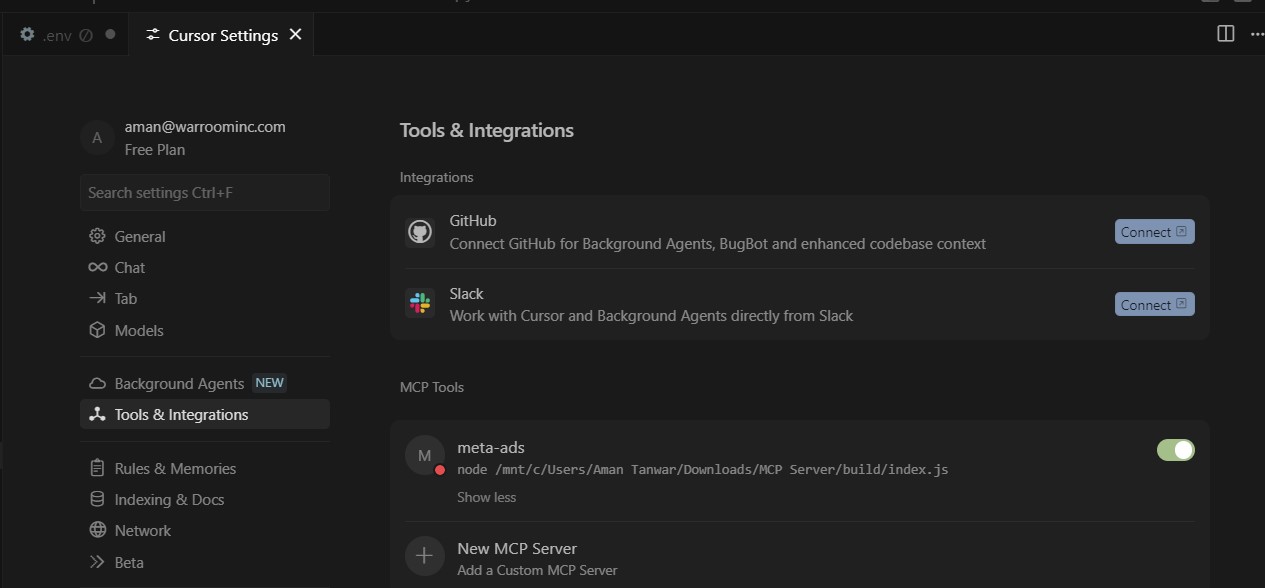 .env
Cursor Settings
A
aman@warroominc.com
Free Plan
Search settings Ctrl+F
General
Chat
Tab
Models
Background Agents NEW
Tools & Integrations
Rules & Memories
Indexing & Docs
Network
Beta
Tools & Integrations
Integrations
GitHub
Connect GitHub for Background Agents, BugBot and enhanced codebase context
Connect
Slack
Work with Cursor and Background Agents directly from Slack
Connect
MCP Tools
M
meta-ads
node /mnt/c/Users/Aman Tanwar/Downloads/MCP Server/build/index.js
Show less
New MCP Server
Add a Custom MCP Server